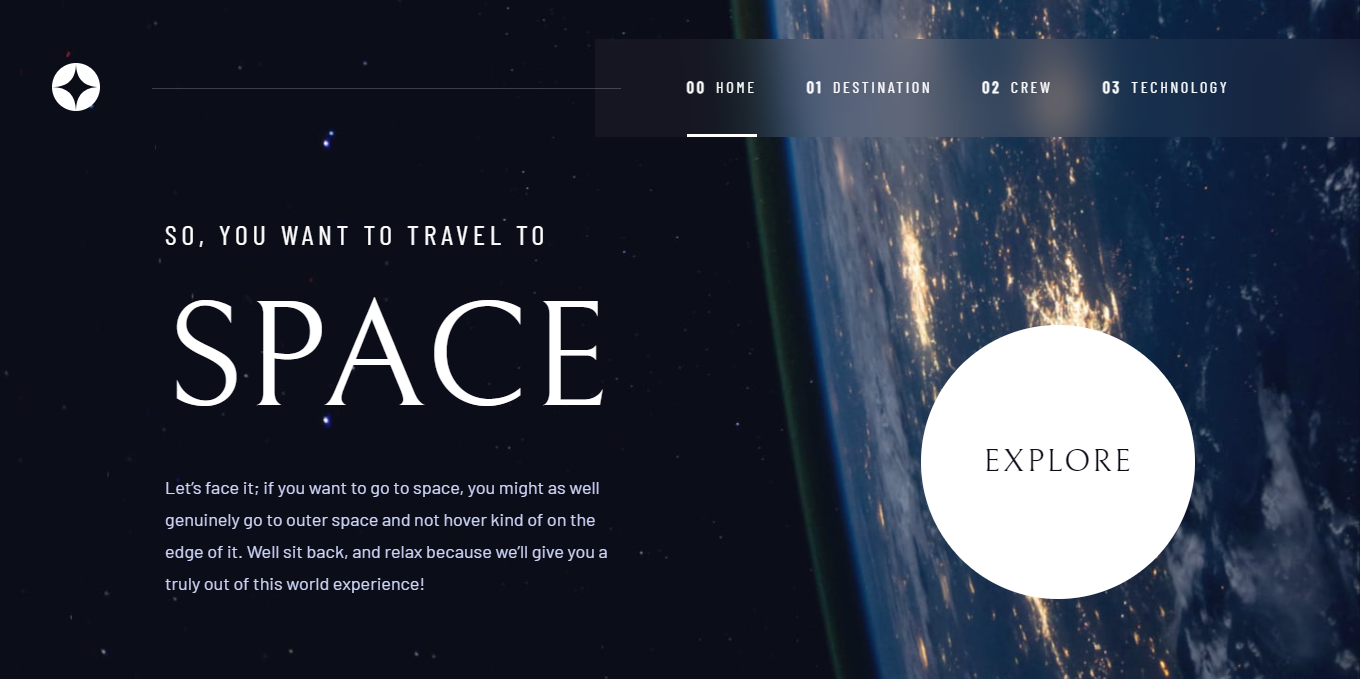 00 HOME 01 DESTINATION 02 CREW 03 TECHNOLOGY
SO, YOU WANT TO TRAVEL TO
SPACE
Let’s face it; if you want to go to space, you might as well
genuinely go to outer space and not hover kind of on the
edge of it. Well sit back, and relax because we’ll give you a
truly out of this world experience!
EXPLORE